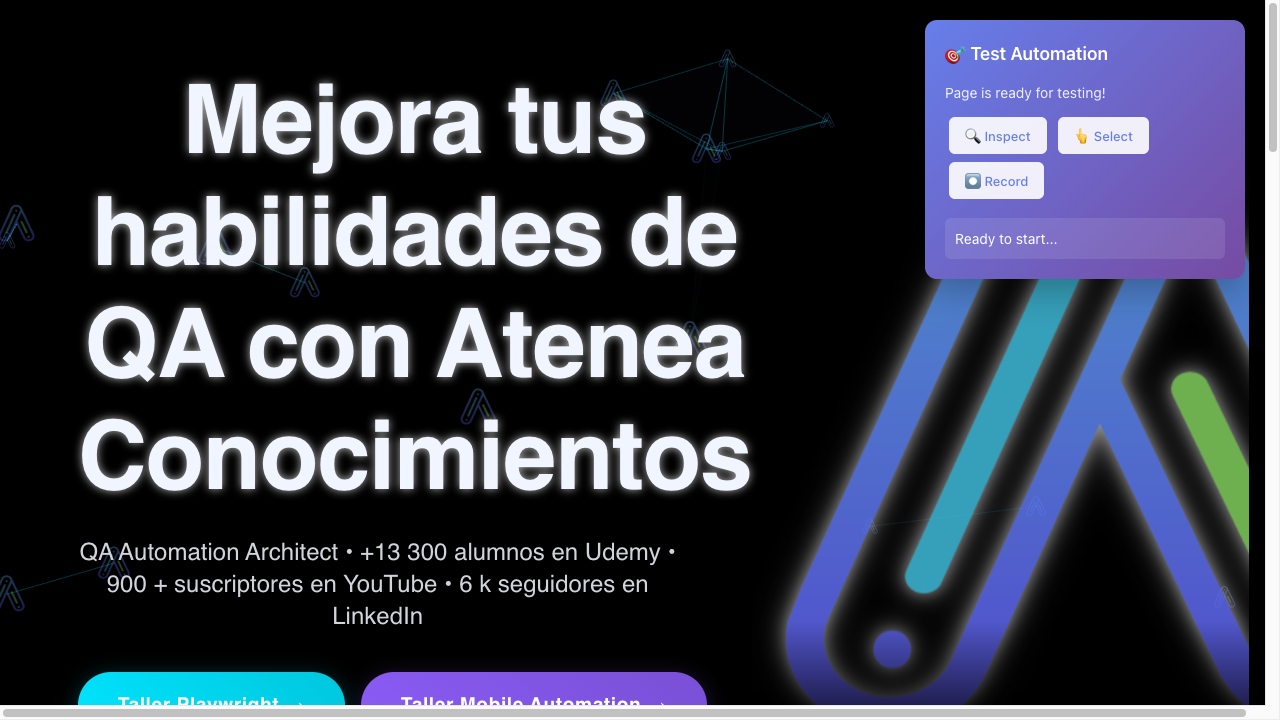 Mejora tus
habilidades de
QA con Atenea
Conocimientos
QA Automation Architect • +13 300 alumnos en Udemy •
900 + suscriptores en YouTube • 6 k seguidores en
LinkedIn
Taller Playwright →
Taller Mobile Automation →
🎯 Test Automation
Page is ready for testing!
🔍 Inspect
👆 Select
⏺️ Record
Ready to start...